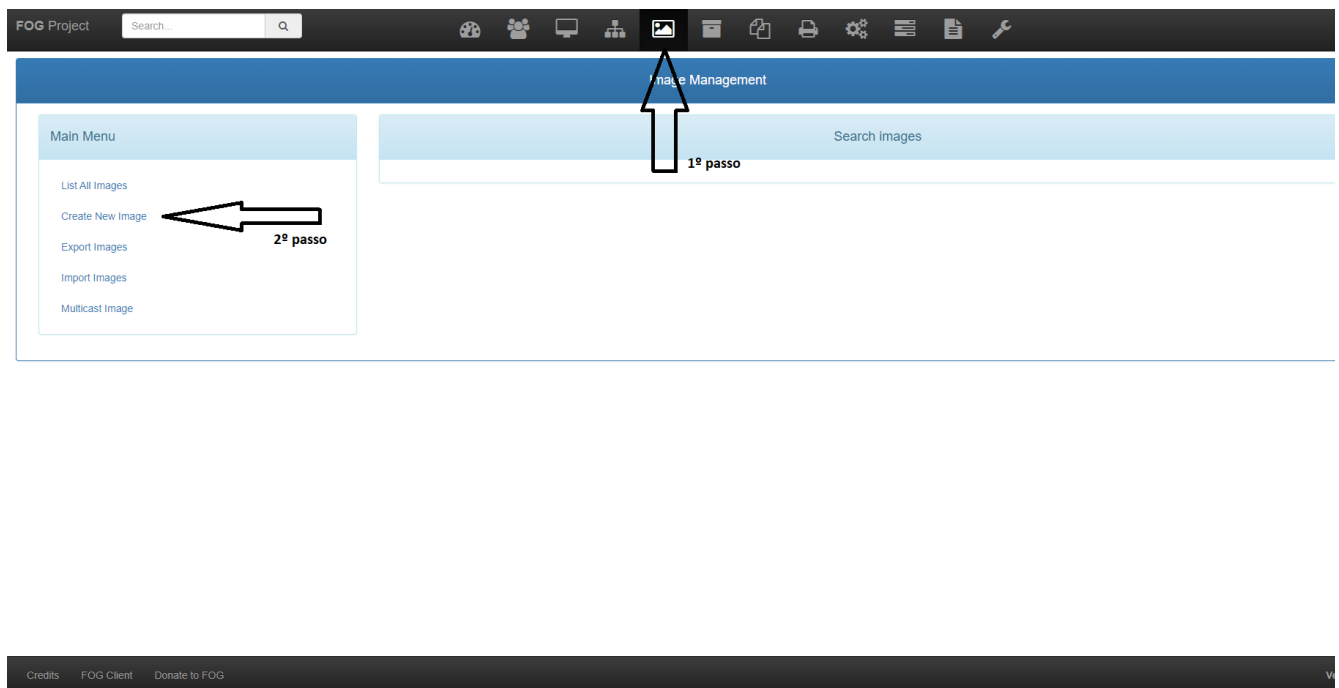 FOG Project Search...
Image Management
Main Menu
Search images
1º passo
List All Images
Create New Image
2º passo
Export Images
Import Images
Multicast Image
Credits FOG Client Donate to FOG